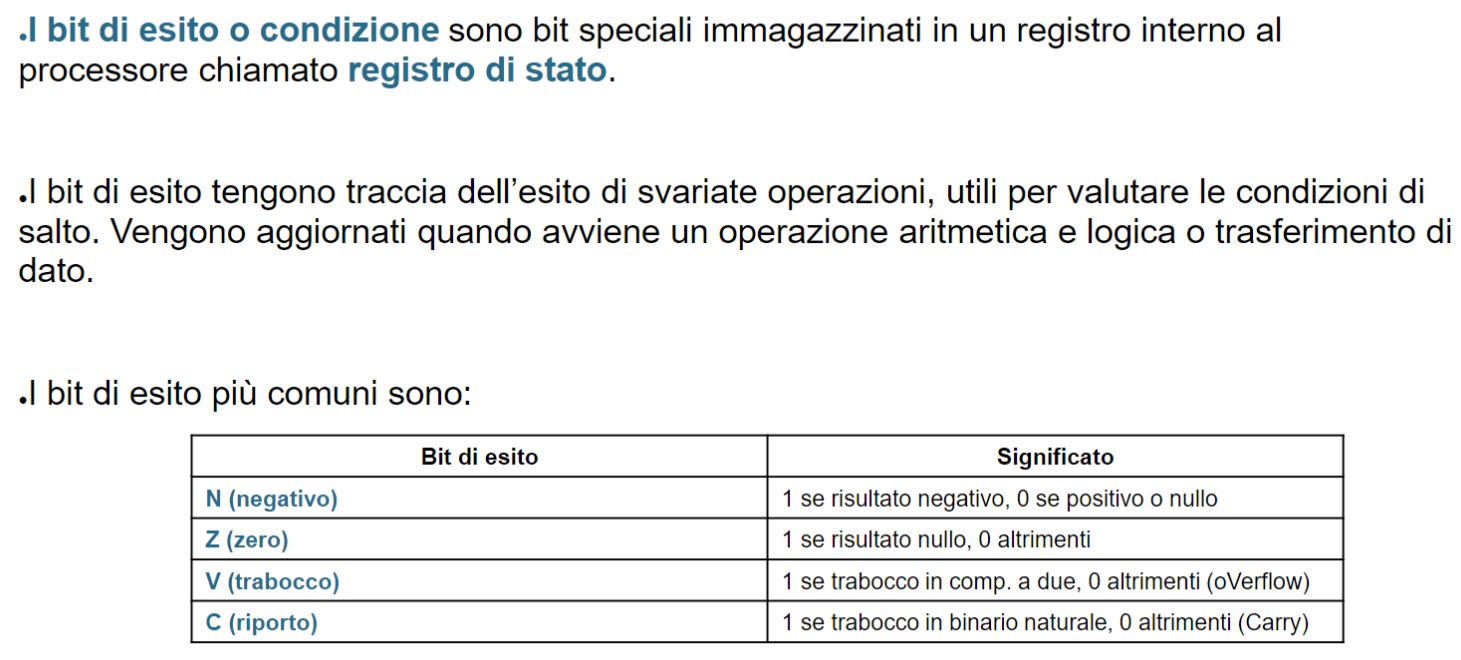 •I bit di esito o condizione sono bit speciali immagazzinati in un registro interno al
processore chiamato registro di stato.
•I bit di esito tengono traccia dell’esito di svariate operazioni, utili per valutare le condizioni di
salto. Vengono aggiornati quando avviene un operazione aritmetica e logica o trasferimento di
dato.
•I bit di esito più comuni sono:
Bit di esito Significato
N (negativo) 1 se risultato negativo, 0 se positivo o nullo
Z (zero) 1 se risultato nullo, 0 altrimenti
V (trabocco) 1 se trabocco in comp. a due, 0 altrimenti (oVerflow)
C (riporto) 1 se trabocco in binario naturale, 0 altrimenti (Carry)